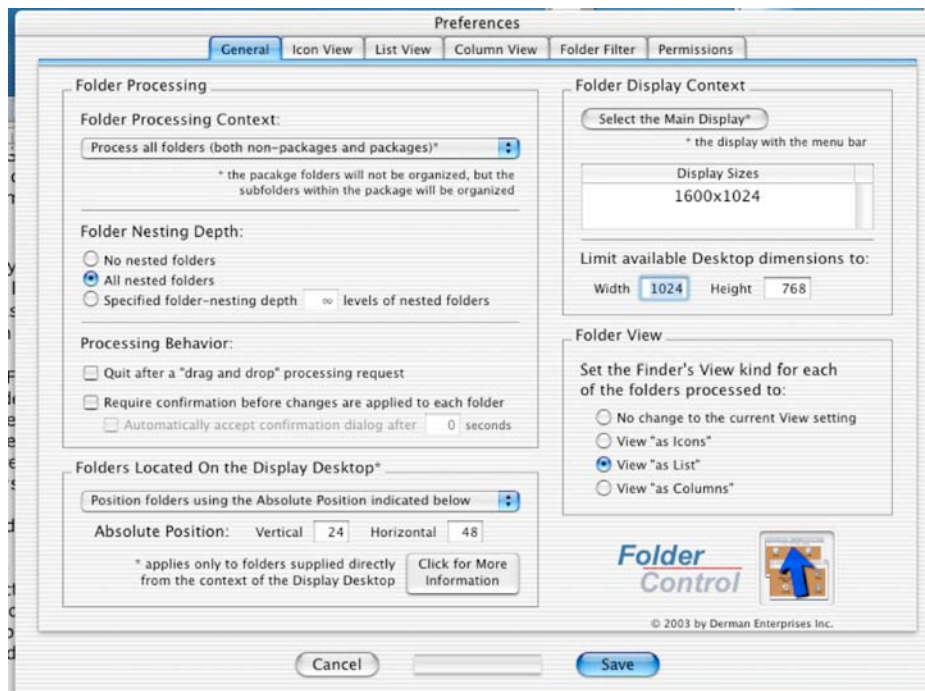 Preferences
General
Icon View
List View
Column View
Folder Filter
Permissions
Folder Processing
Folder Processing Context:
Process all folders (both non-packages and packages)*
* the pacakge folders will not be organized, but the
subfolders within the package will be organized
Folder Nesting Depth:
No nested folders
All nested folders
Specified folder-nesting depth ∞ levels of nested folders
Processing Behavior:
Quit after a "drag and drop" processing request
Require confirmation before changes are applied to each folder
Automatically accept confirmation dialog after 0 seconds
Folders Located On the Display Desktop*
Position folders using the Absolute Position indicated below
Absolute Position: Vertical 24 Horizontal 48
* applies only to folders supplied directly
from the context of the Display Desktop
Click for More
Information
Folder Display Context
Select the Main Display*
* the display with the menu bar
Display Sizes
1600x1024
Limit available Desktop dimensions to:
Width 1024 Height 768
Folder View
Set the Finder's View kind for each
of the folders processed to:
No change to the current View setting
View "as Icons"
View "as List"
View "as Columns"
Folder
Control
© 2003 by Derman Enterprises Inc.
Cancel
Save